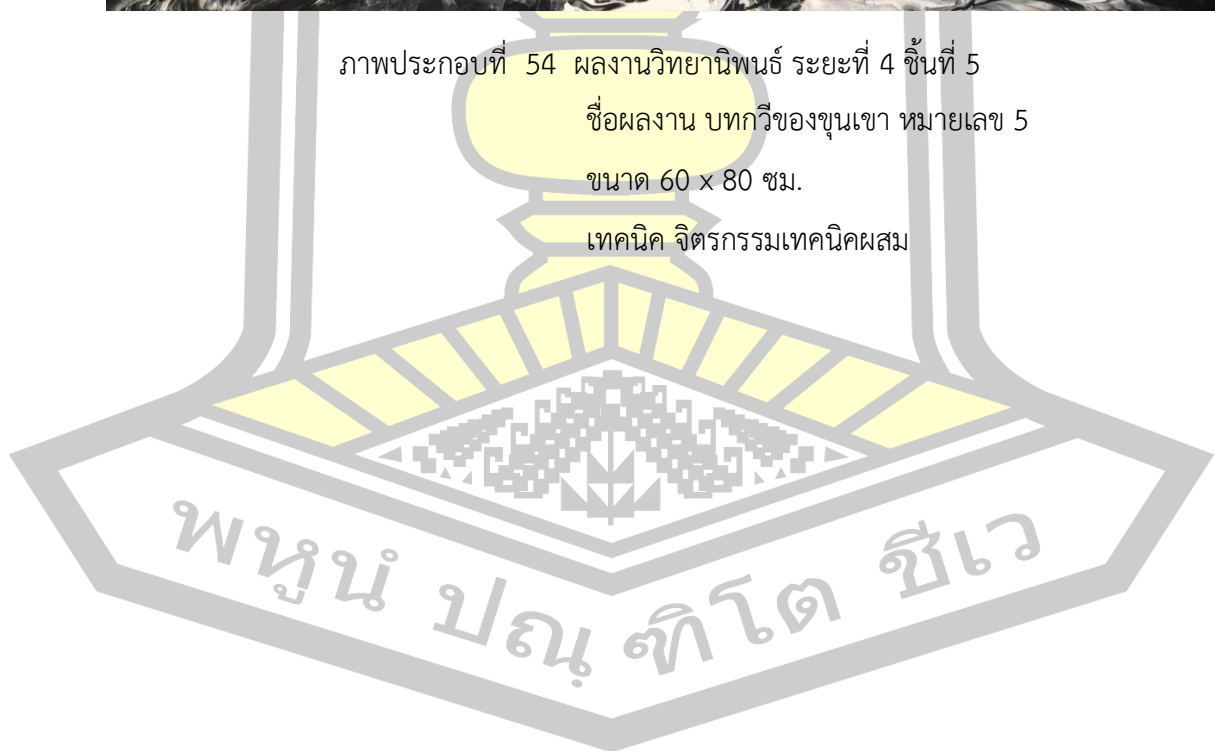 ภาพประกอบที่ 54 ผลงานวิทยานิพนธ์ ระยะที่ 4 ชิ้นที่ 5
ชื่อผลงาน บทกวีของขุนเขา หมายเลข 5
ขนาด 60 x 80 ซม.
เทคนิค จิตรกรรมเทคนิคผสม
พหูนํ ปณฺฑิโต ชีเว